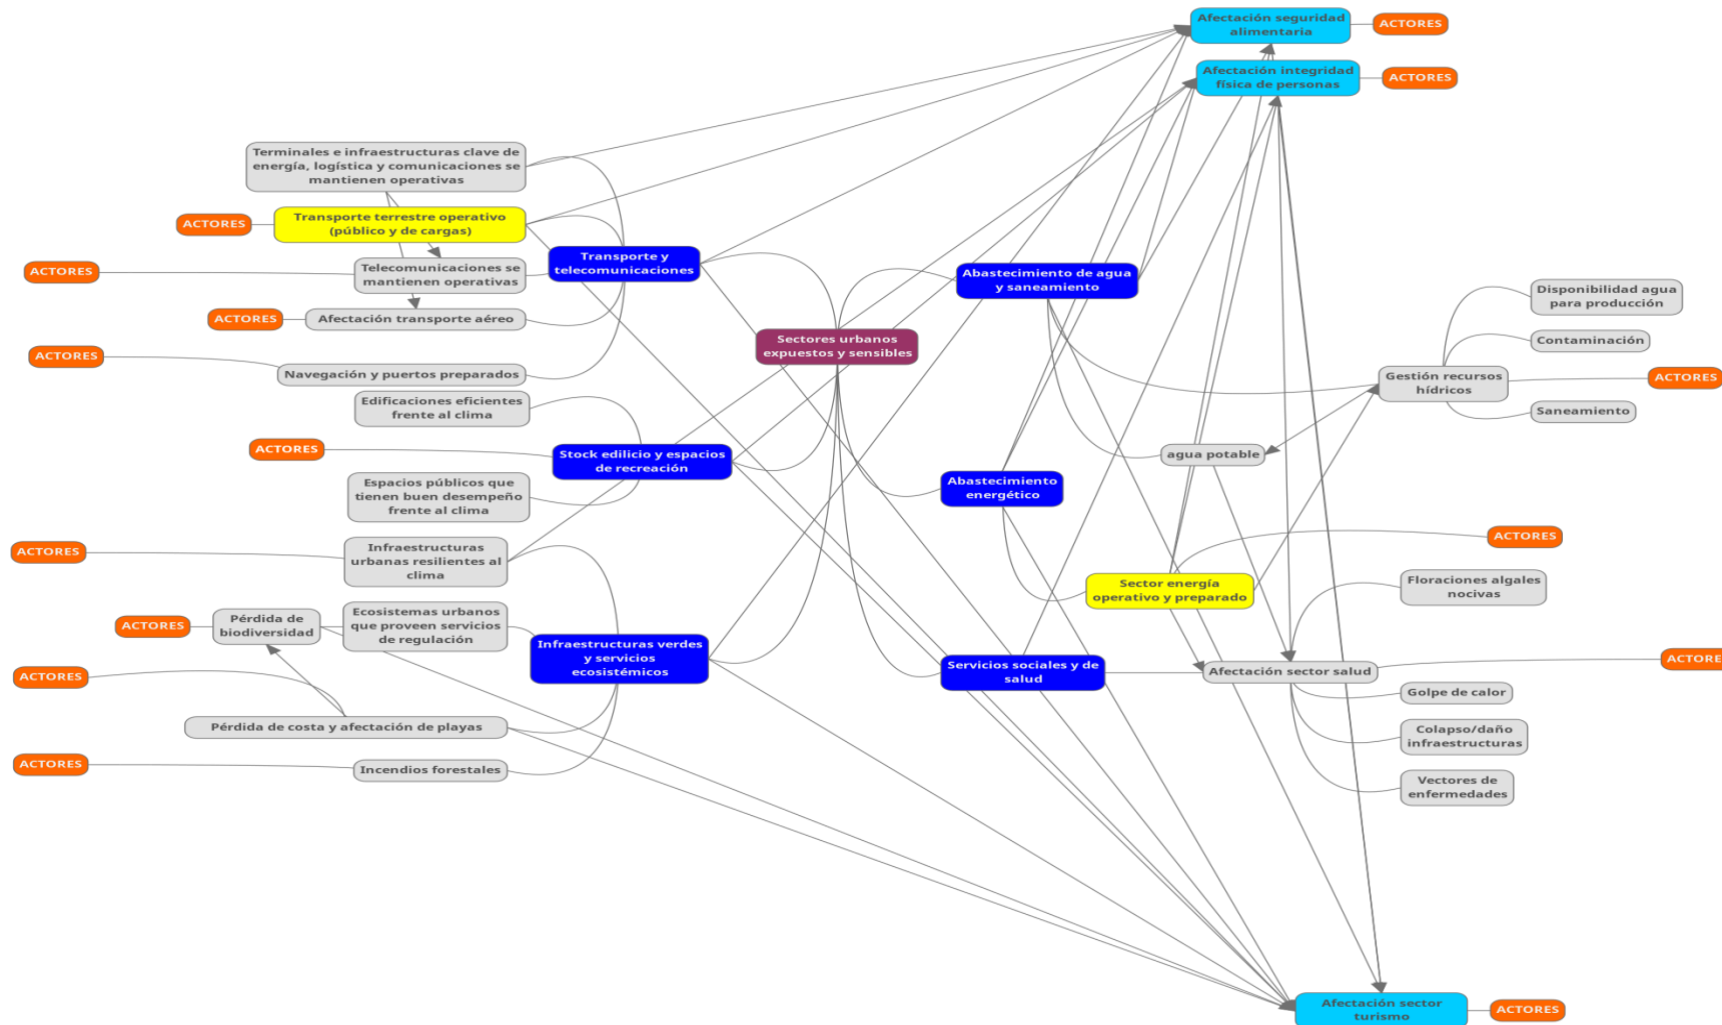 Afectación seguridad
alimentaria
ACTORES
Afectación integridad
física de personas
ACTORES
Terminales e infraestructuras clave de
energía, logística y comunicaciones se
mantienen operativas
Transporte terrestre operativo
(público y de cargas)
ACTORES
Transporte y
telecomunicaciones
Telecomunicaciones se
mantienen operativas
ACTORES
Afectación transporte aéreo
ACTORES
Navegación y puertos preparados
ACTORES
Abastecimiento de agua
y saneamiento
Sectores urbanos
expuestos y sensibles
Disponibilidad agua
para producción
Contaminación
Gestión recursos
hídricos
ACTORES
Saneamiento
Edificaciones eficientes
frente al clima
ACTORES
Stock edilicio y espacios
de recreación
Espacios públicos que
tienen buen desempeño
frente al clima
agua potable
Abastecimiento
energético
ACTORES
Infraestructuras
urbanas resilientes al
clima
ACTORES
Sector energía
operativo y preparado
Floraciones algales
nocivas
ACTORES
Pérdida de
biodiversidad
Ecosistemas urbanos
que proveen servicios
de regulación
Infraestructuras verdes
y servicios
ecosistémicos
Servicios sociales y de
salud
Afectación sector salud
ACTORE
Golpe de calor
Colapso/daño
infraestructuras
Vectores de
enfermedades
ACTORES
Pérdida de costa y afectación de playas
ACTORES
Incendios forestales
Afectación sector
turismo
ACTORES